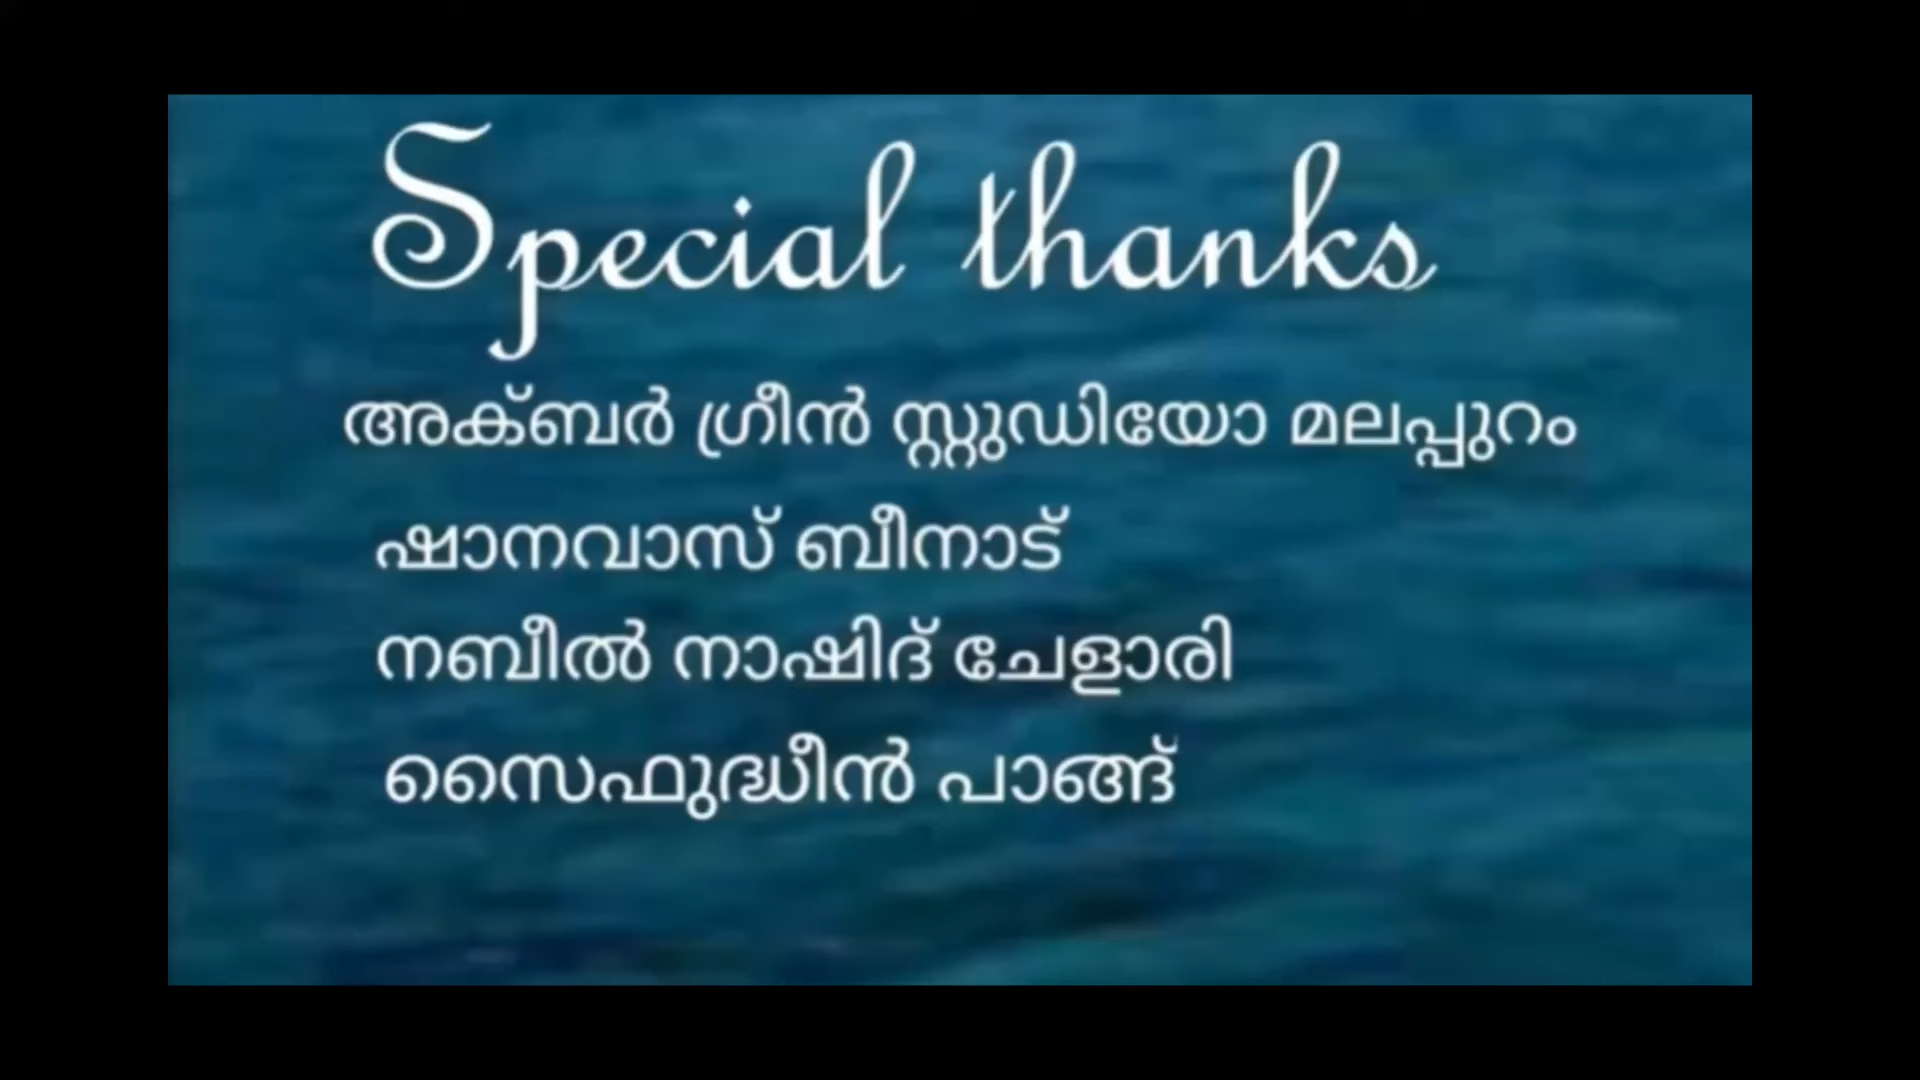 Special thanks
അക്ബർ ഗ്രീൻ സ്റ്റുഡിയോ മലപ്പുറം
ഷാനവാസ് ബീനാട്
നബീൽ നാഷിദ് ചേളാരി
സൈഫുദ്ധീൻ പാങ്ങ്